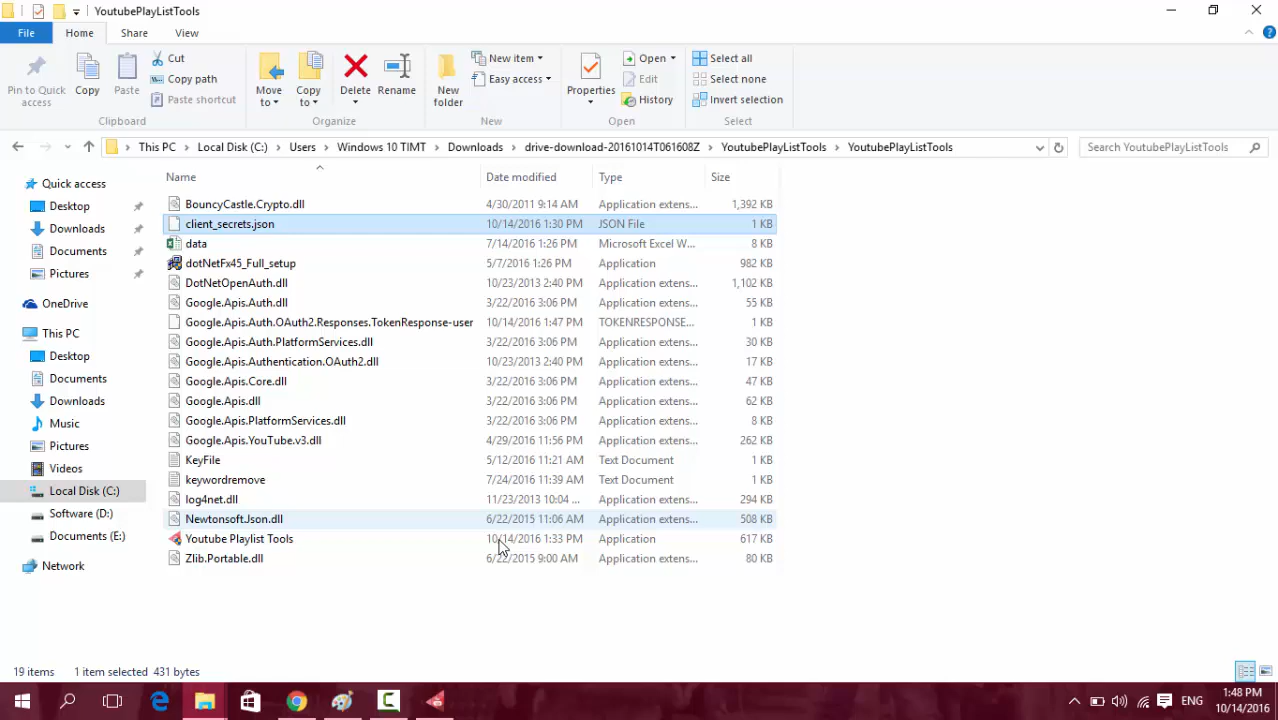 YoutubePlayListTools
File Home Share View
Pin to Quick access
Copy
Paste
Cut
Copy path
Paste shortcut
Clipboard
Move to
Copy to
Delete
Rename
Organize
New folder
New item
Easy access
New
Properties
Open
Edit
History
Open
Select all
Select none
Invert selection
Select
This PC Local Disk (C:) Users Windows 10 TIMT Downloads drive-download-20161014T061608Z YoutubePlayListTools YoutubePlayListTools
Search YoutubePlayListTools
Quick access
Desktop
Downloads
Documents
Pictures
OneDrive
This PC
Desktop
Documents
Downloads
Music
Pictures
Videos
Local Disk (C:)
Software (D:)
Documents (E:)
Network
Name Date modified Type Size
BouncyCastle.Crypto.dll 4/30/2011 9:14 AM Application extens... 1,392 KB
client_secrets.json 10/14/2016 1:30 PM JSON File 1 KB
data 7/14/2016 1:26 PM Microsoft Excel W... 8 KB
dotNetFx45_Full_setup 5/7/2016 1:26 PM Application 982 KB
DotNetOpenAuth.dll 10/23/2013 2:40 PM Application extens... 1,102 KB
Google.Apis.Auth.dll 3/22/2016 3:06 PM Application extens... 55 KB
Google.Apis.Auth.OAuth2.Responses.TokenResponse-user 10/14/2016 1:47 PM TOKENRESPONSE... 1 KB
Google.Apis.Auth.PlatformServices.dll 3/22/2016 3:06 PM Application extens... 30 KB
Google.Apis.Authentication.OAuth2.dll 10/23/2013 2:40 PM Application extens... 17 KB
Google.Apis.Core.dll 3/22/2016 3:06 PM Application extens... 47 KB
Google.Apis.dll 3/22/2016 3:06 PM Application extens... 62 KB
Google.Apis.PlatformServices.dll 3/22/2016 3:06 PM Application extens... 8 KB
Google.Apis.YouTube.v3.dll 4/29/2016 11:56 PM Application extens... 262 KB
KeyFile 5/12/2016 11:21 AM Text Document 1 KB
keywordremove 7/24/2016 11:39 AM Text Document 1 KB
log4net.dll 11/23/2013 10:04 ... Application extens... 294 KB
Newtonsoft.Json.dll 6/22/2015 11:06 AM Application extens... 508 KB
Youtube Playlist Tools 10/14/2016 1:33 PM Application 617 KB
Zlib.Portable.dll 6/22/2015 9:00 AM Application extens... 80 KB
19 items 1 item selected 431 bytes
ENG
1:48 PM
10/14/2016